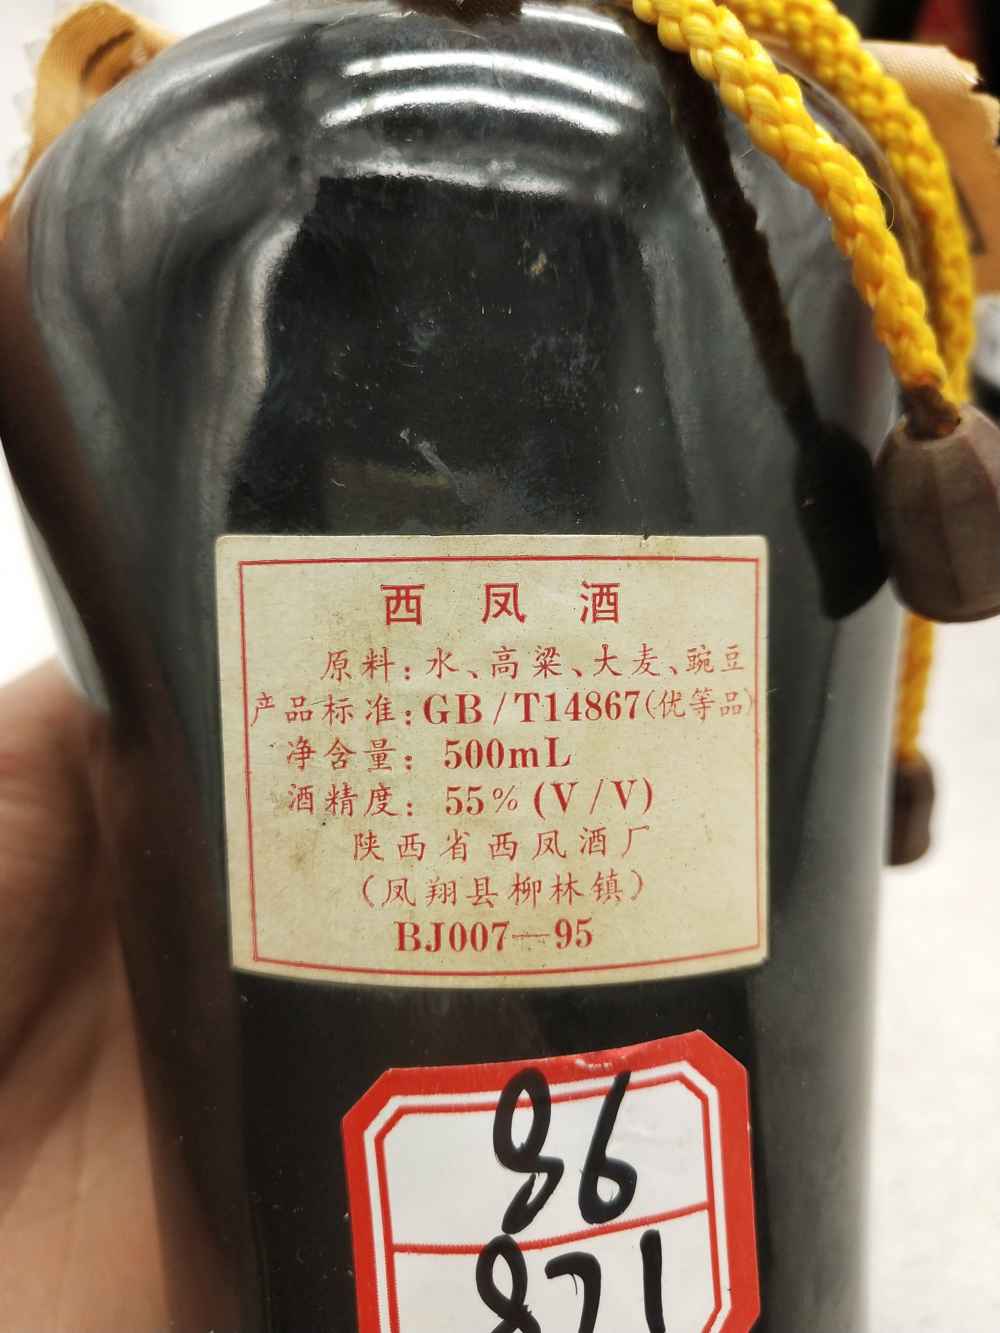 西凤酒
原料：水、高粱、大麦、豌豆
产品标准：GB/T14867（优等品）
净含量：500mL
酒精度：55%(V/V)
陕西省西凤酒厂
（凤翔县柳林镇）
BJ007—95
96
871